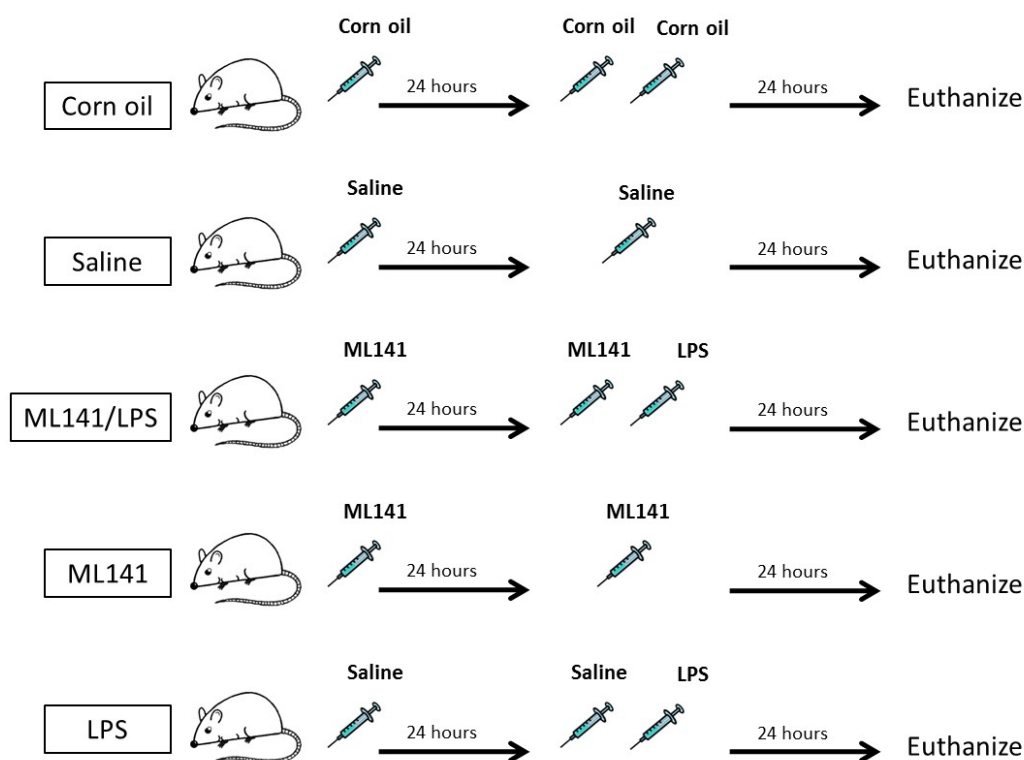 Corn oil
Corn oil Corn oil
Corn oil 24 hours 24 hours Euthanize
Saline Saline
Saline 24 hours 24 hours Euthanize
ML141 ML141 LPS
ML141/LPS 24 hours 24 hours Euthanize
ML141 ML141
ML141 24 hours 24 hours Euthanize
Saline Saline LPS
LPS 24 hours 24 hours Euthanize